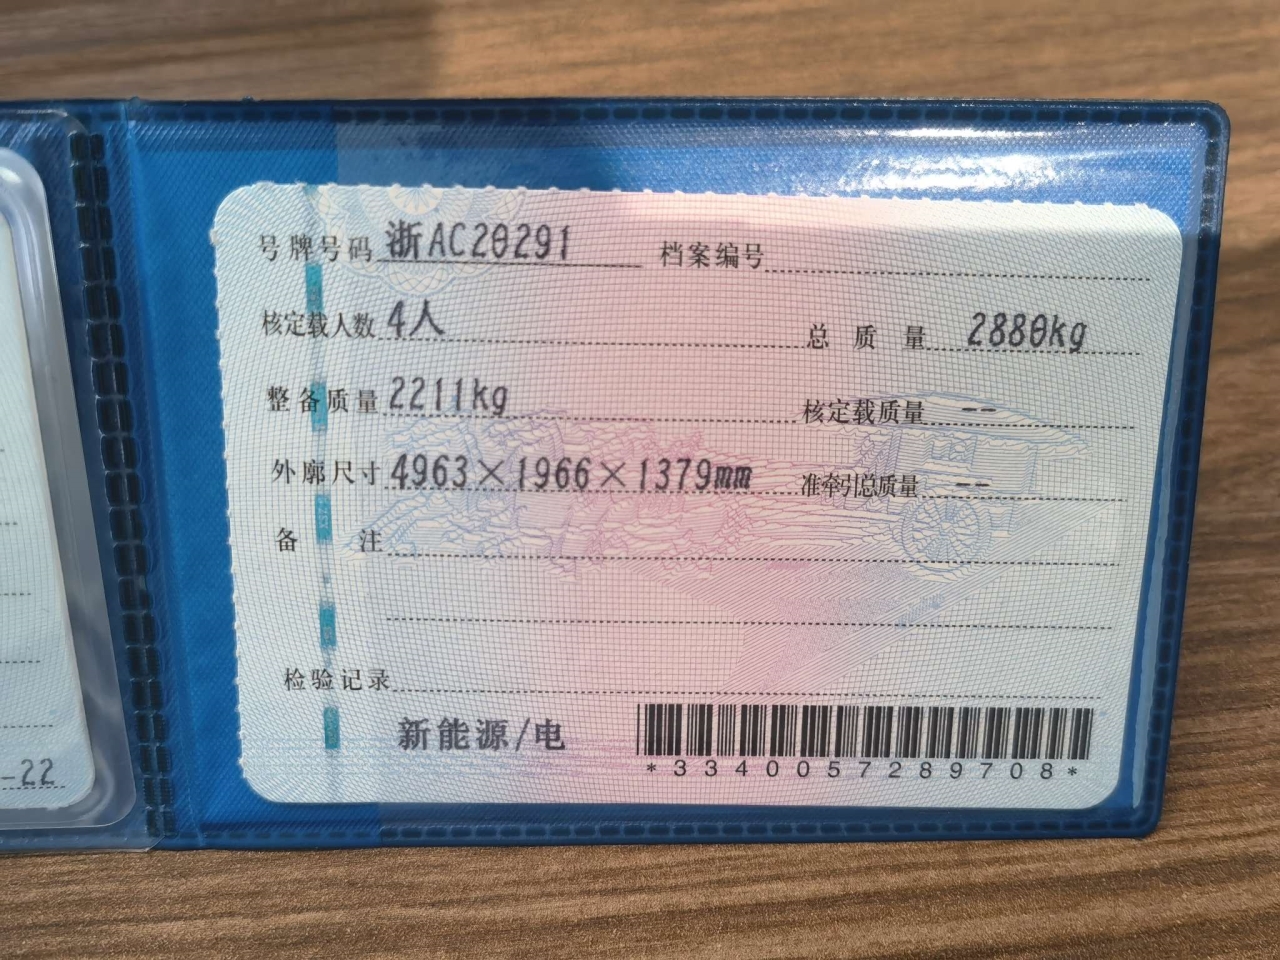 号牌号码 浙AC20291 档案编号
核定载人数 4人 总质量 2880kg
整备质量 2211kg 核定载质量 --
外廓尺寸 4963×1966×1379mm 准牵引总质量 --
备注
检验记录
新能源/电
*3340057289708*
-22